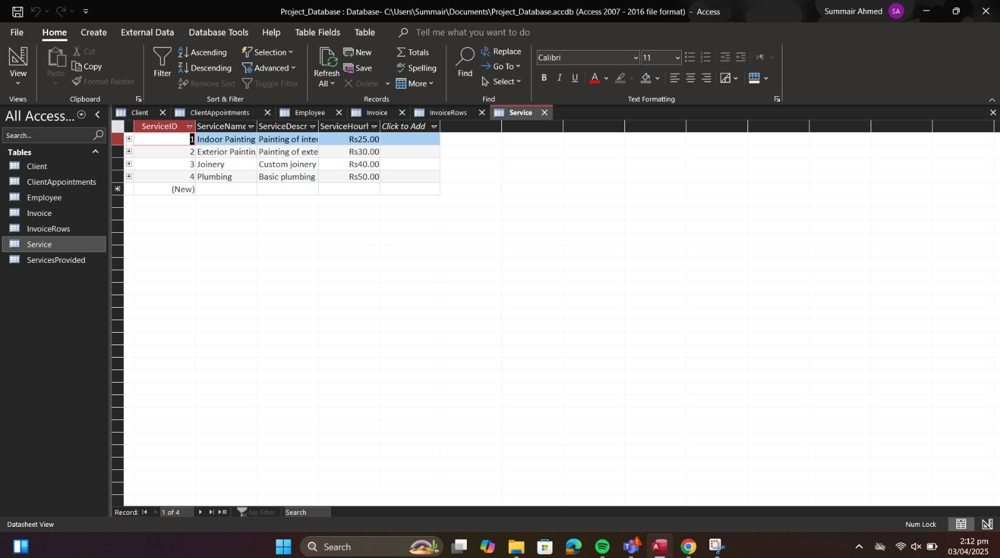 Project_Database : Database- C:\Users\Summair\Documents\Project_Database.accdb (Access 2007 - 2016 file format) - Access
Summair Ahmed SA
File Home Create External Data Database Tools Help Table Fields Table Tell me what you want to do
View
Views
Paste
Cut
Copy
Format Painter
Clipboard
Filter
Ascending
Descending
Remove Sort
Selection
Advanced
Toggle Filter
Sort & Filter
Refresh
All
New
Save
Delete
Totals
Spelling
More
Records
Find
Replace
Go To
Select
Find
Calibri 11
B I U A
Text Formatting
All Access...
Search...
Tables
Client
ClientAppointments
Employee
Invoice
InvoiceRows
Service
ServicesProvided
Client ClientAppointments Employee Invoice InvoiceRows Service
ServiceID ServiceName ServiceDescr ServiceHourl Click to Add
1 Indoor Painting Painting of inter Rs25.00
2 Exterior Paintin Painting of exte Rs30.00
3 Joinery Custom joinery Rs40.00
4 Plumbing Basic plumbing Rs50.00
(New)
Record: 1 of 4 No Filter Search
Datasheet View Num Lock
Search
2:12 pm
03/04/2025